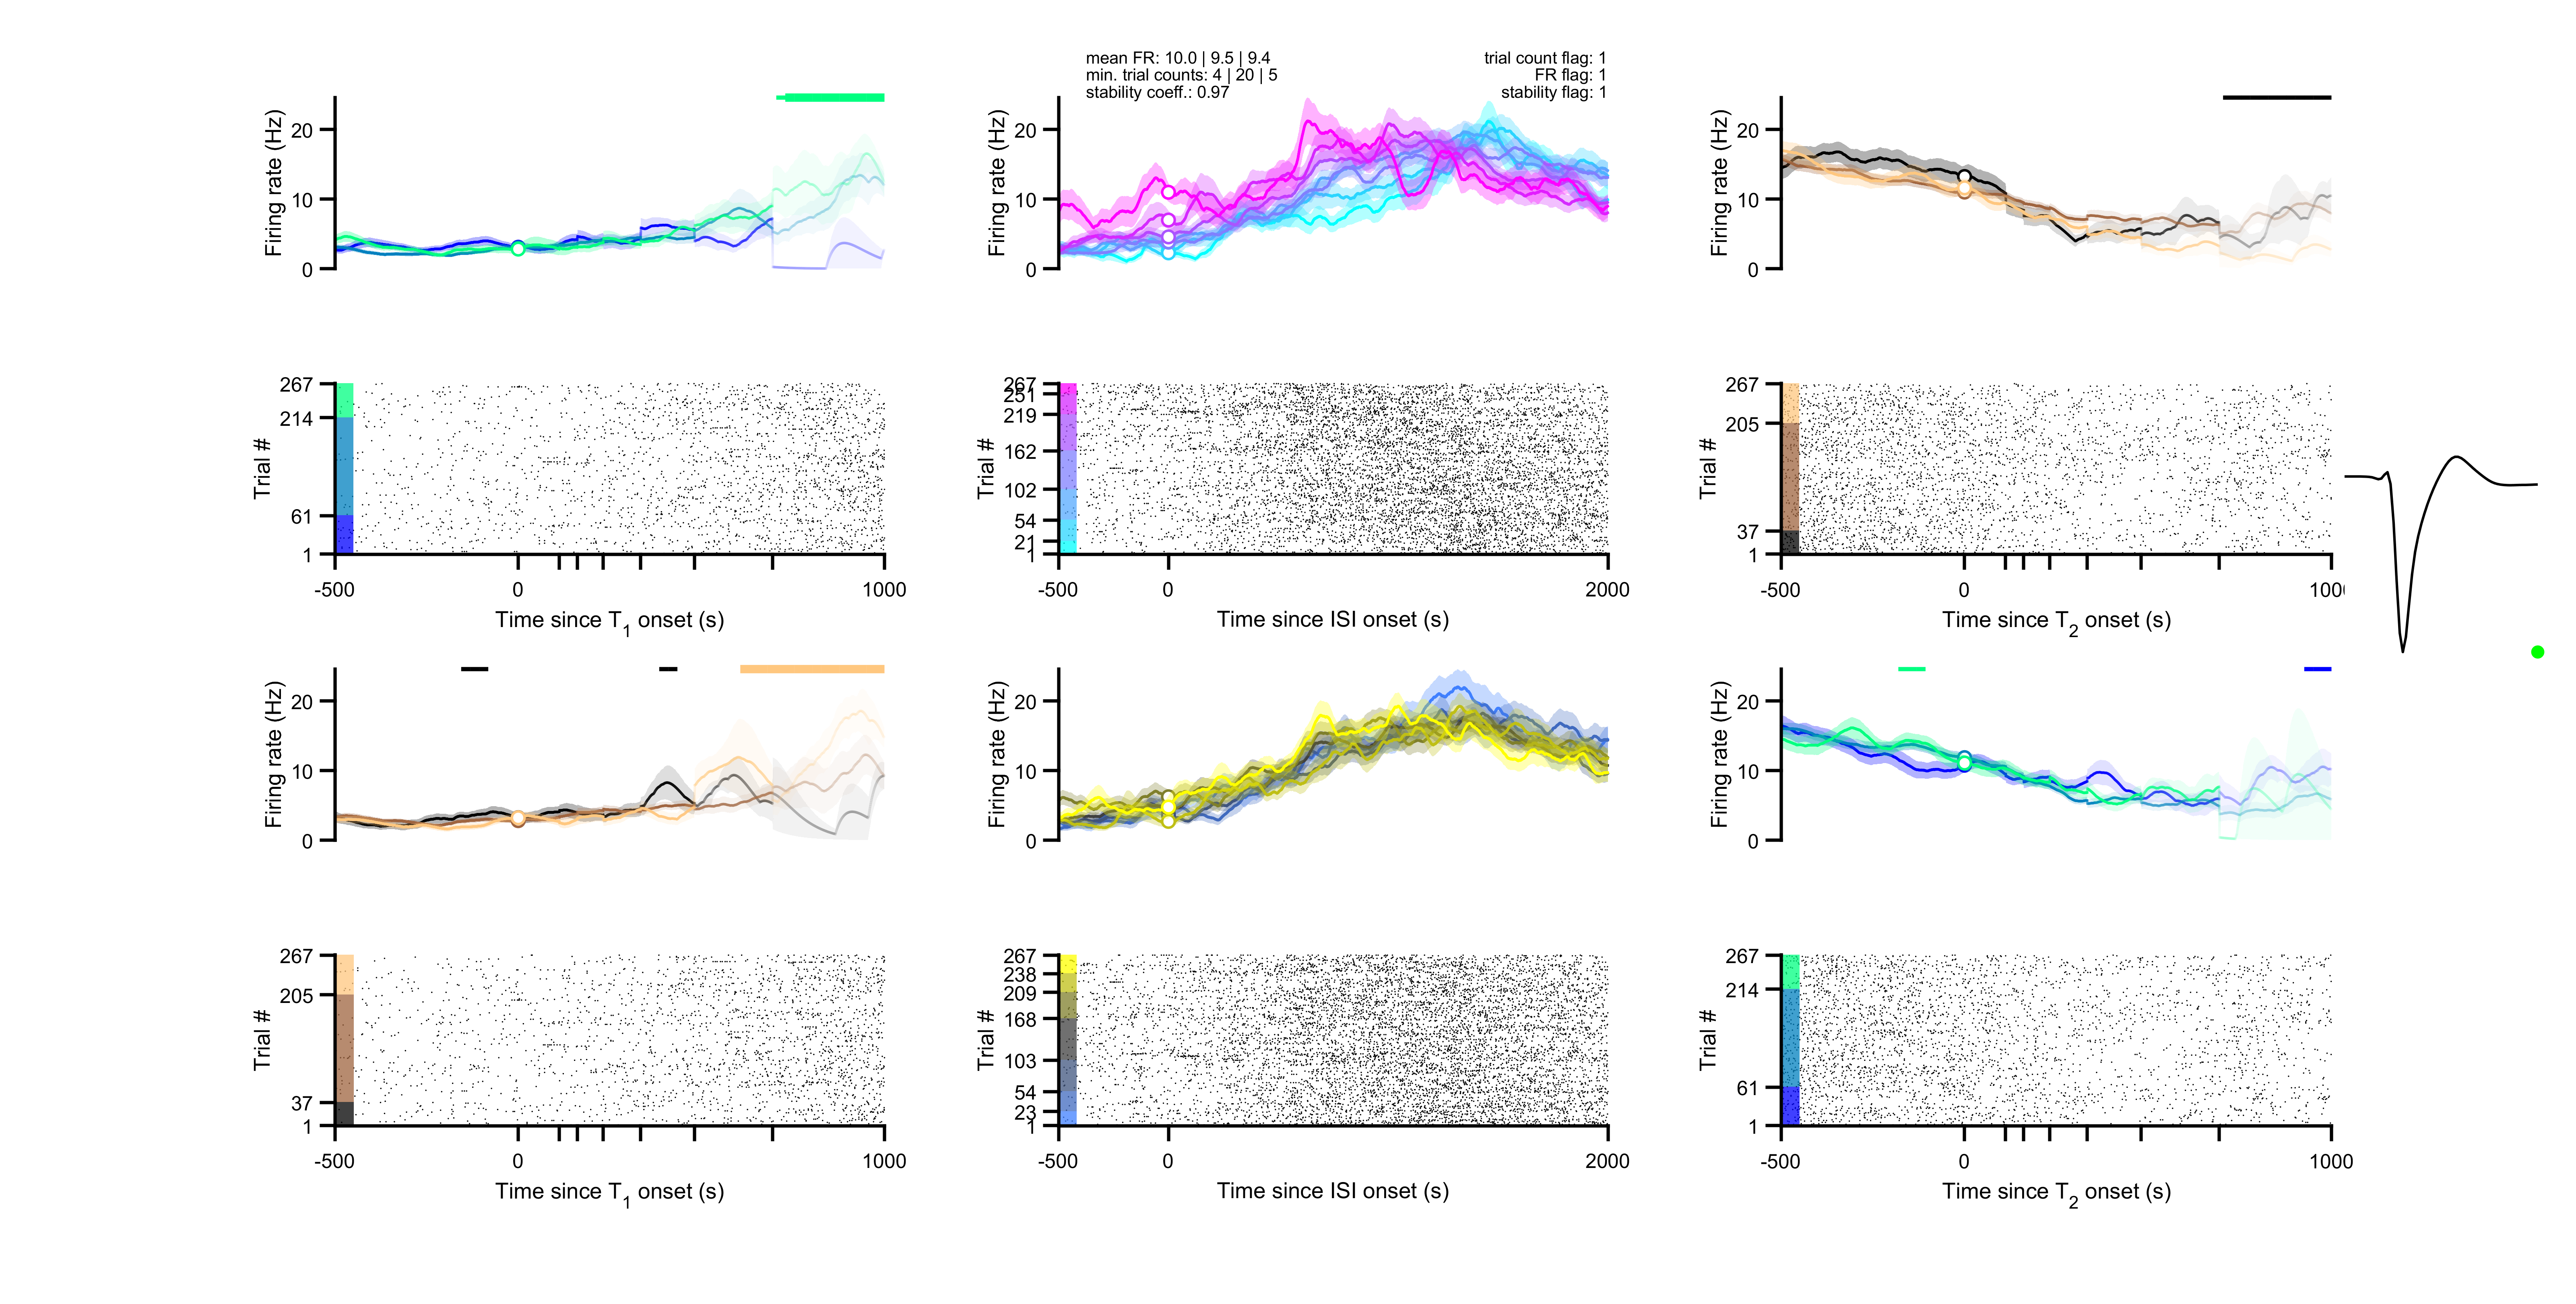 mean FR: 10.0 | 9.5 | 9.4
min. trial counts: 4 | 20 | 5
stability coeff.: 0.97
trial count flag: 1
FR flag: 1
stability flag: 1
Firing rate (Hz)
20
10
0
Firing rate (Hz)
20
10
0
Firing rate (Hz)
20
10
0
Trial #
267
214
61
1
-500
0
1000
Time since T1 onset (s)
Trial #
267
251
219
162
102
54
21
1
-500
0
2000
Time since ISI onset (s)
Trial #
267
205
37
1
-500
0
1000
Time since T2 onset (s)
Firing rate (Hz)
20
10
0
Firing rate (Hz)
20
10
0
Firing rate (Hz)
20
10
0
Trial #
267
205
37
1
-500
0
1000
Time since T1 onset (s)
Trial #
267
238
209
168
103
54
23
1
-500
0
2000
Time since ISI onset (s)
Trial #
267
214
61
1
-500
0
1000
Time since T2 onset (s)